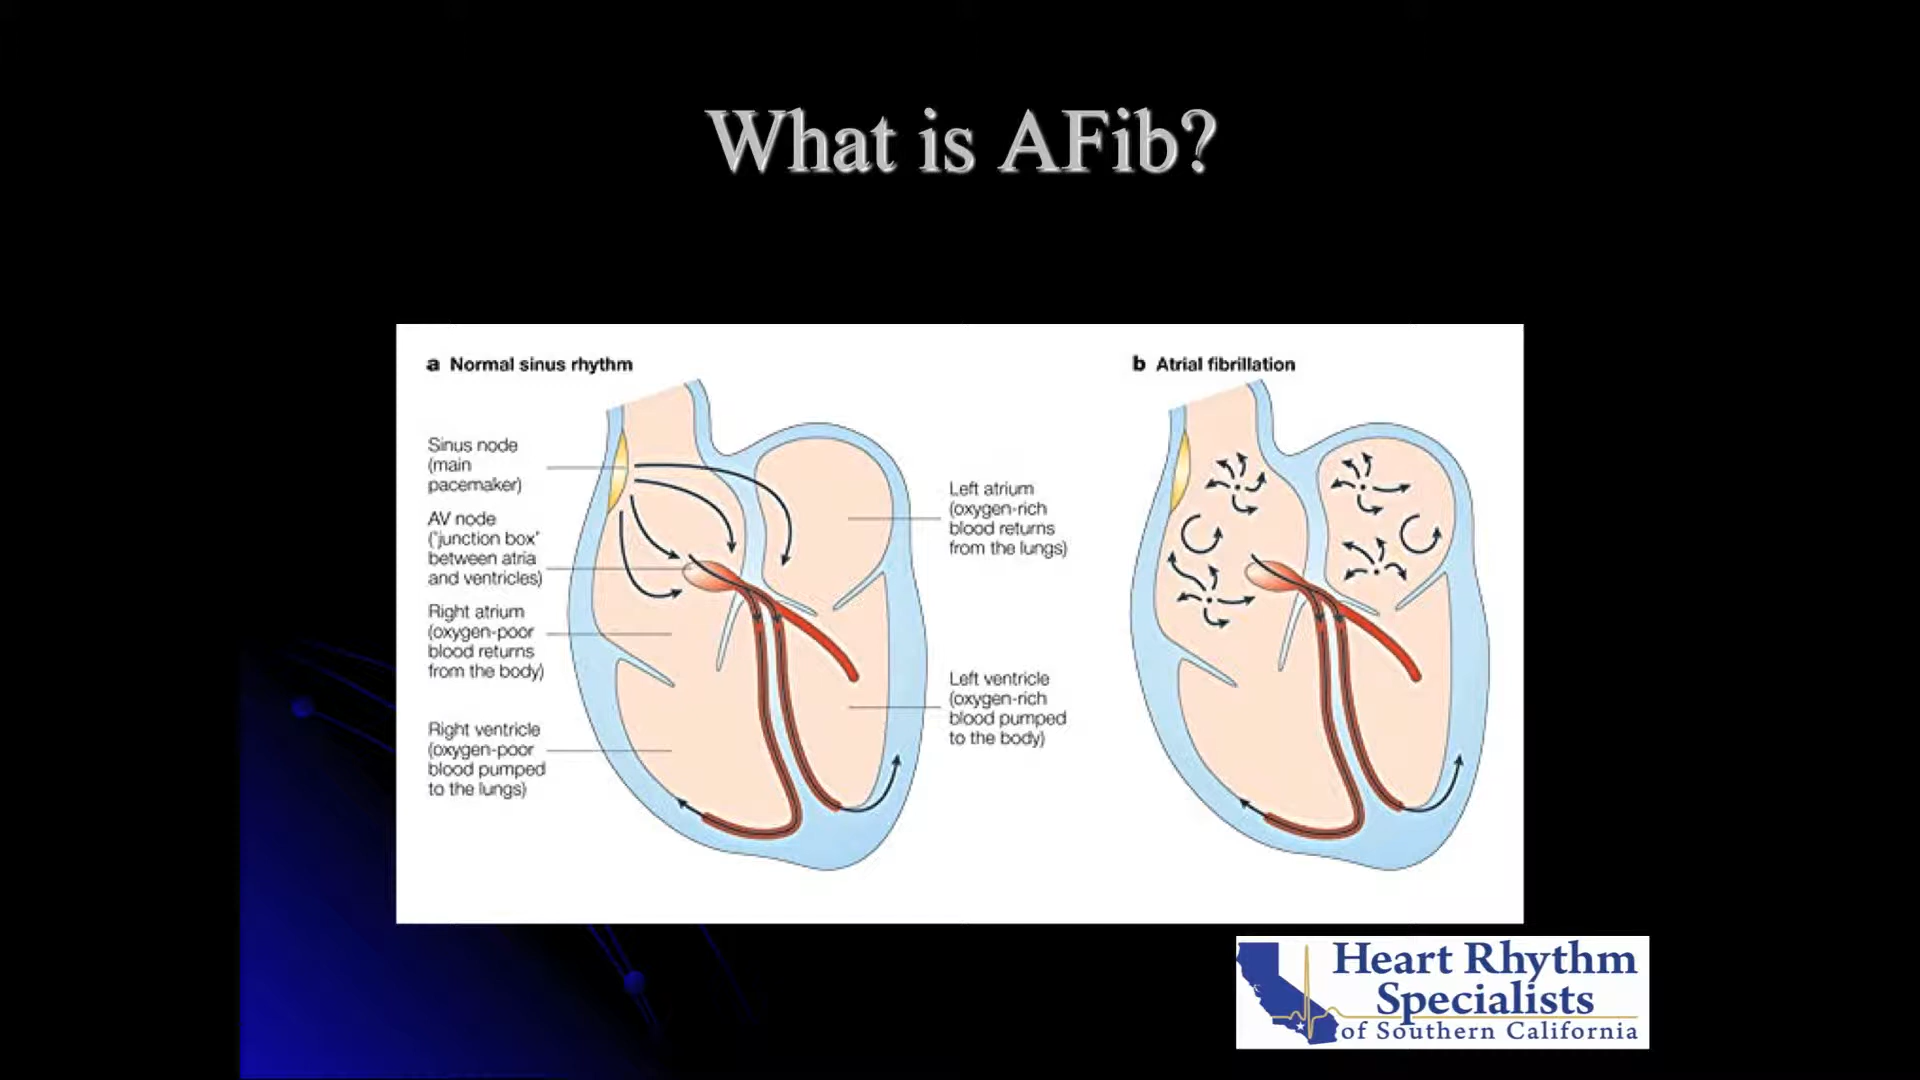 What is AFib?
a Normal sinus rhythm
Sinus node
(main
pacemaker)
AV node
("junction box"
between atria
and ventricles)
Right atrium
(oxygen-poor
blood returns
from the body)
Right ventricle
(oxygen-poor
blood pumped
to the lungs)
Left atrium
(oxygen-rich
blood returns
from the lungs)
Left ventricle
(oxygen-rich
blood pumped
to the body)
b Atrial fibrillation
Heart Rhythm
Specialists
of Southern California